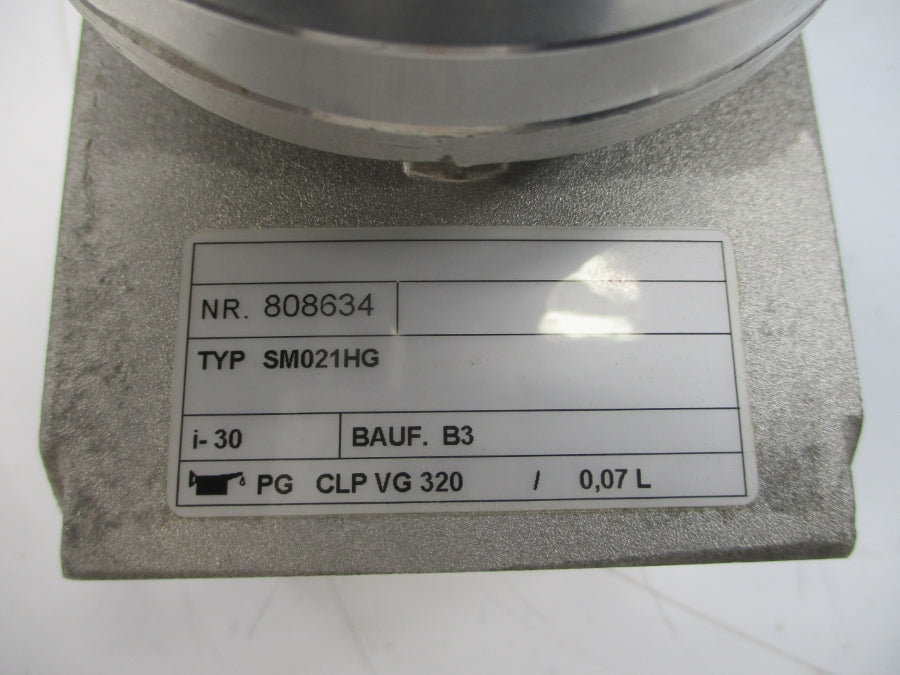 NR. 808634
TYP SM021HG
i- 30 BAUF. B3
PG CLP VG 320 / 0,07 L